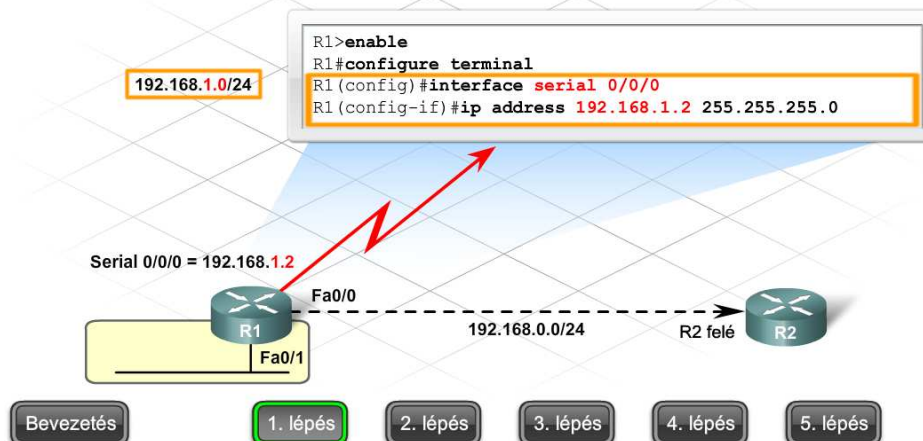 R1>enable
R1#configure terminal
R1(config)#interface serial 0/0/0
R1(config-if)#ip address 192.168.1.2 255.255.255.0
192.168.1.0/24
Serial 0/0/0 = 192.168.1.2
Fa0/0
R1
192.168.0.0/24
R2 felé
R2
Fa0/1
Bevezetés
1. lépés
2. lépés
3. lépés
4. lépés
5. lépés